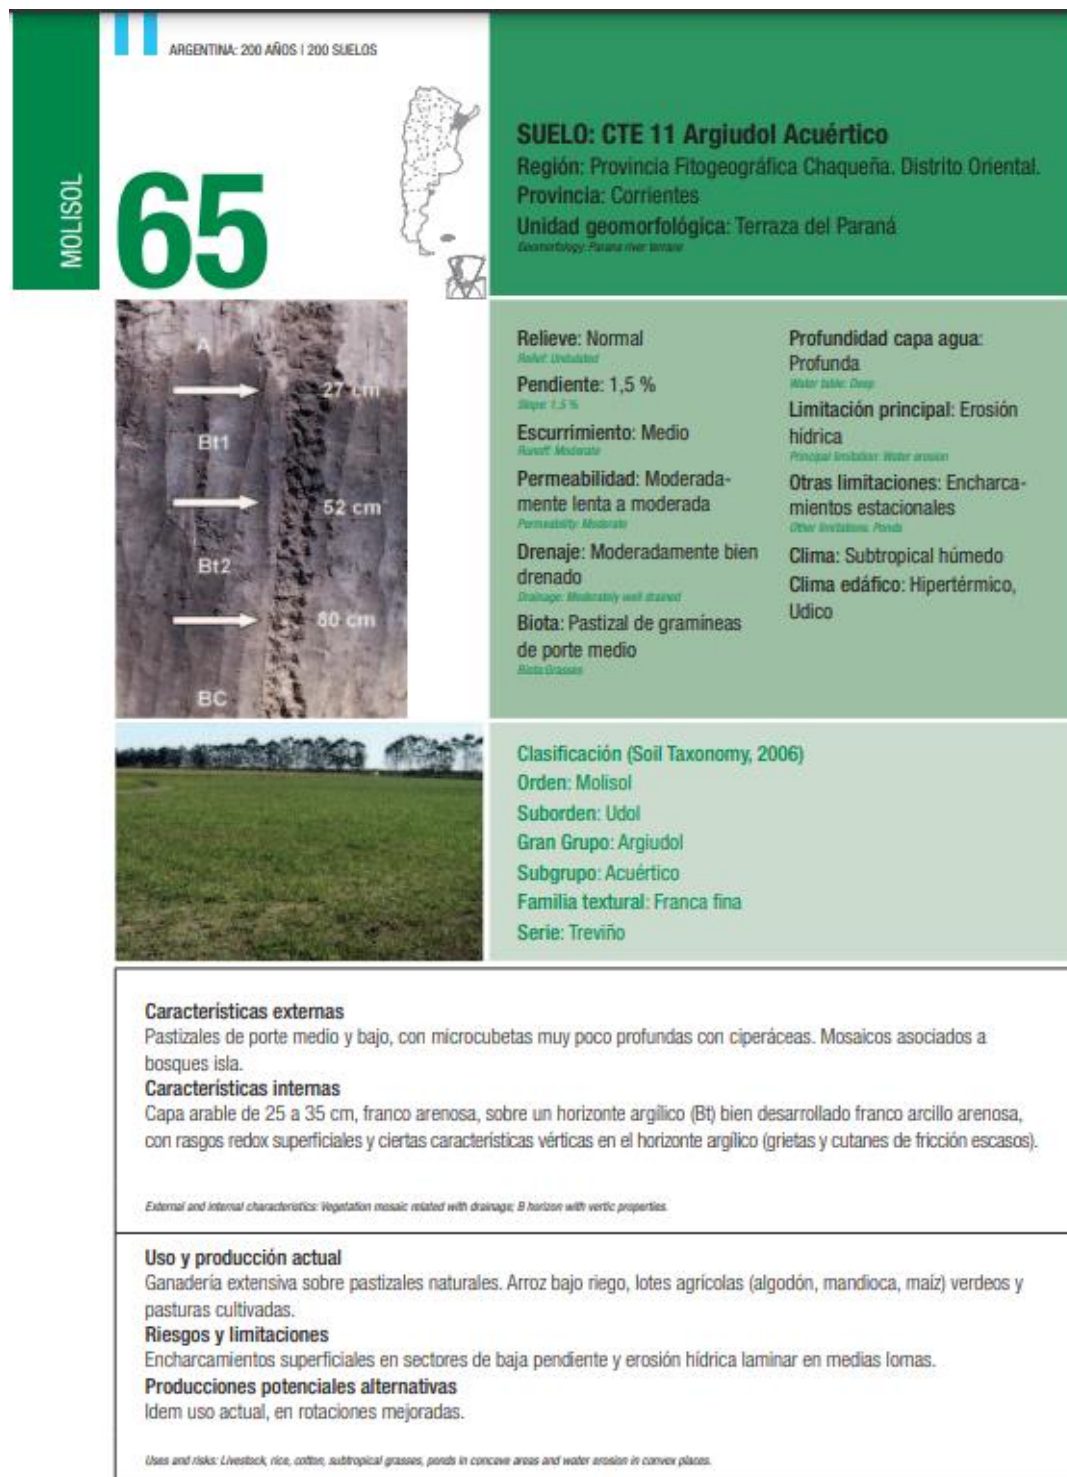 ARGENTINA: 200 AÑOS | 200 SUELOS
MOLISOL
65
SUELO: CTE 11 Argiudol Acuértico
Región: Provincia Fitogeográfica Chaqueña. Distrito Oriental.
Provincia: Corrientes
Unidad geomorfológica: Terraza del Paraná
Geomorfology: Parana river terrace
A
27 cm
Bt1
52 cm
Bt2
80 cm
BC
Relieve: Normal
Relief: Undulated
Pendiente: 1,5 %
Slope: 1,5 %
Escurrimiento: Medio
Runoff: Moderate
Permeabilidad: Moderada-
mente lenta a moderada
Permeability: Moderate
Drenaje: Moderadamente bien
drenado
Drainage: Moderately well drained
Biota: Pastizal de gramíneas
de porte medio
Biota: Grasses
Profundidad capa agua:
Profunda
Water table: Deep
Limitación principal: Erosión
hídrica
Principal limitation: Water erosion
Otras limitaciones: Encharca-
mientos estacionales
Other limitations: Ponds
Clima: Subtropical húmedo
Clima edáfico: Hipertérmico,
Udico
Clasificación (Soil Taxonomy, 2006)
Orden: Molisol
Suborden: Udol
Gran Grupo: Argiudol
Subgrupo: Acuértico
Familia textural: Franca fina
Serie: Treviño
Características externas
Pastizales de porte medio y bajo, con microcubetas muy poco profundas con ciperáceas. Mosaicos asociados a
bosques isla.
Características internas
Capa arable de 25 a 35 cm, franco arenosa, sobre un horizonte argílico (Bt) bien desarrollado franco arcillo arenosa,
con rasgos redox superficiales y ciertas características vérticas en el horizonte argílico (grietas y cutanes de fricción escasos).
External and internal characteristics: Vegetation mosaic related with drainage; B horizon with vertic properties.
Uso y producción actual
Ganadería extensiva sobre pastizales naturales. Arroz bajo riego, lotes agrícolas (algodón, mandioca, maíz) verdeos y
pasturas cultivadas.
Riesgos y limitaciones
Encharcamientos superficiales en sectores de baja pendiente y erosión hídrica laminar en medias lomas.
Producciones potenciales alternativas
Idem uso actual, en rotaciones mejoradas.
Uses and risks: Livestock, rice, cotton, subtropical grasses, ponds in concave areas and water erosion in convex places.